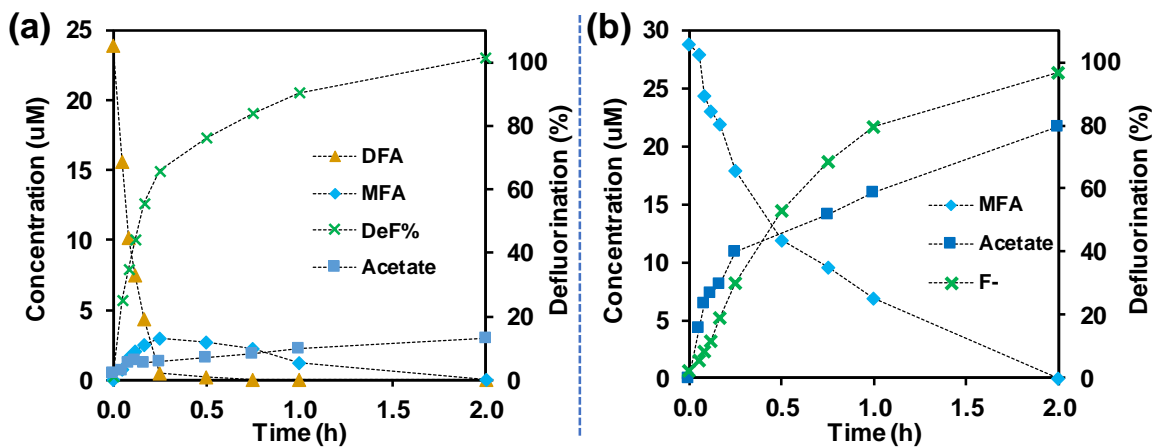 (a)
25
20
15
10
5
0
Concentration (uM)
100
80
60
40
20
0
Defluorination (%)
DFA
MFA
DeF%
Acetate
0.0 0.5 1.0 1.5 2.0
Time (h)
(b)
30
25
20
15
10
5
0
Concentration (uM)
100
80
60
40
20
0
Defluorination (%)
MFA
Acetate
F-
0.0 0.5 1.0 1.5 2.0
Time (h)